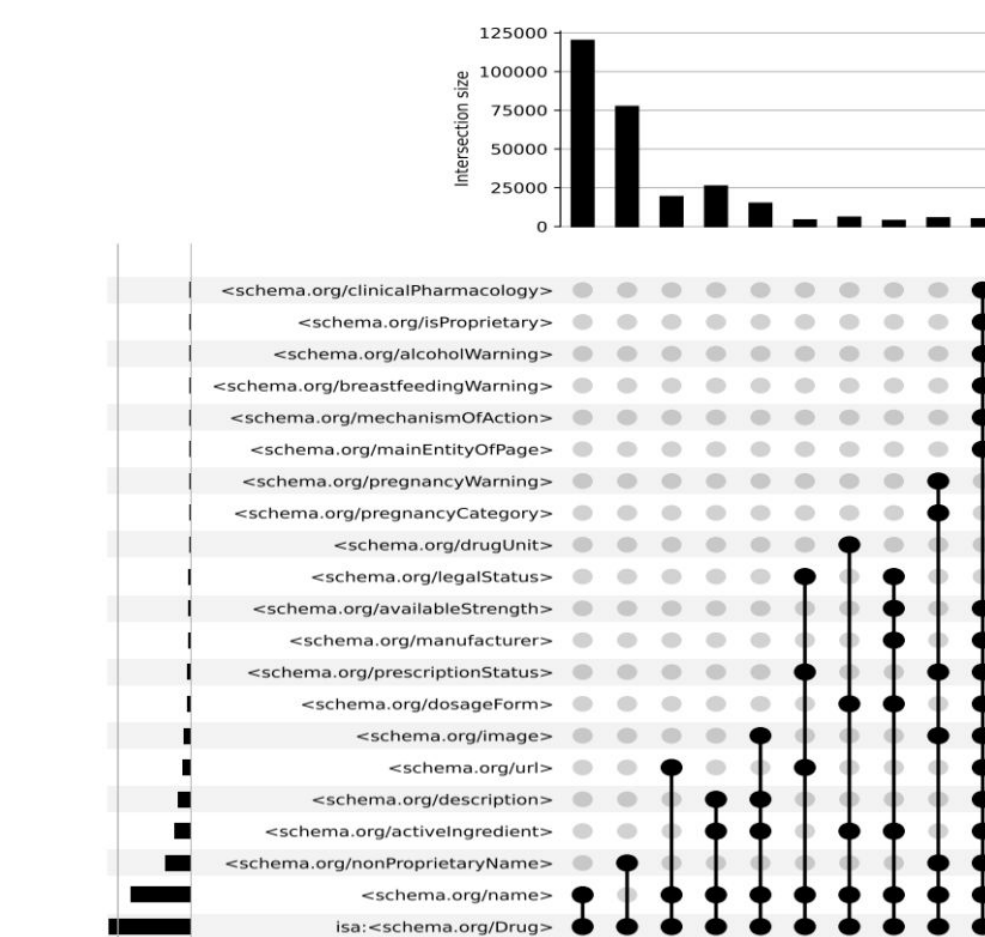 125000
100000
75000
50000
25000
0
Intersection size
<schema.org/clinicalPharmacology>
<schema.org/isProprietary>
<schema.org/alcoholWarning>
<schema.org/breastfeedingWarning>
<schema.org/mechanismOfAction>
<schema.org/mainEntityOfPage>
<schema.org/pregnancyWarning>
<schema.org/pregnancyCategory>
<schema.org/drugUnit>
<schema.org/legalStatus>
<schema.org/availableStrength>
<schema.org/manufacturer>
<schema.org/prescriptionStatus>
<schema.org/dosageForm>
<schema.org/image>
<schema.org/url>
<schema.org/description>
<schema.org/activeIngredient>
<schema.org/nonProprietaryName>
<schema.org/name>
isa:<schema.org/Drug>